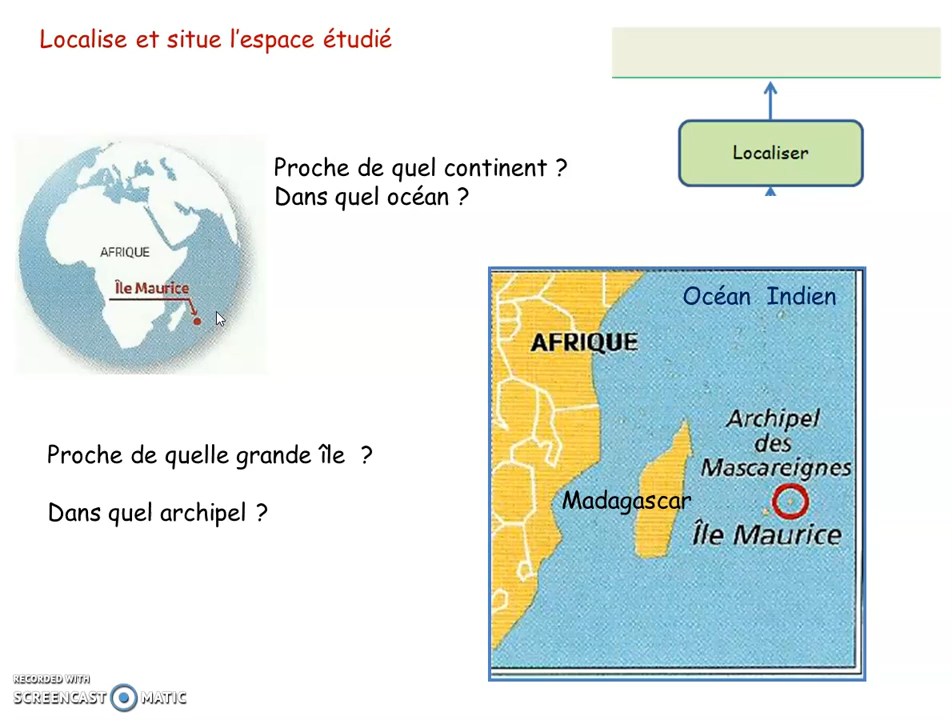 Localise et situe l'espace étudié
Localiser
Proche de quel continent ?
Dans quel océan ?
AFRIQUE
Île Maurice
Océan Indien
AFRIQUE
Archipel
des
Mascareignes
Madagascar
Île Maurice
Proche de quelle grande île ?
Dans quel archipel ?
RECORDED WITH
SCREENCAST MATIC